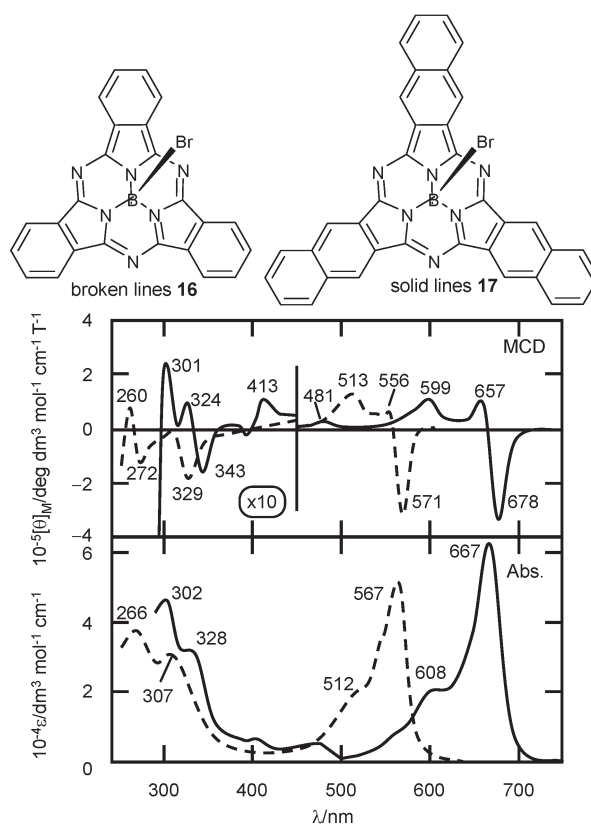 Br
Br
N
N
N
N
N
B
N
N
B
N
N
N
N
N
broken lines 16
solid lines 17
4
MCD
301
2
260
324
413
481
513
556
599
657
0
272
329
343
x10
571
678
−2
−4
10⁻⁵[θ]M/deg dm³ mol⁻¹ cm⁻¹ T⁻¹
6
667
Abs.
302
567
4
266
328
307
512
608
2
0
10⁻⁴ε/dm³ mol⁻¹ cm⁻¹
300
400
500
600
700
λ/nm